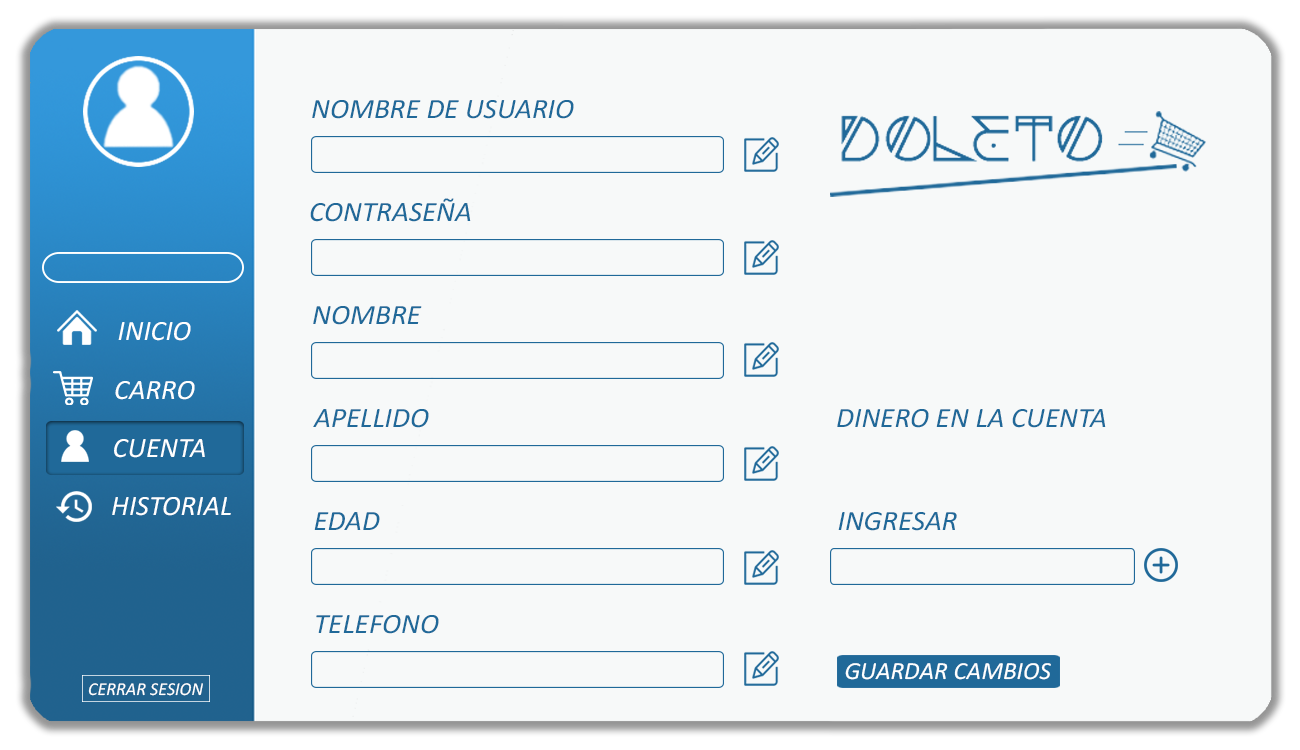 INICIO
CARRO
CUENTA
HISTORIAL
CERRAR SESION
NOMBRE DE USUARIO
CONTRASEÑA
NOMBRE
APELLIDO
EDAD
TELEFONO
DOLETO
DINERO EN LA CUENTA
INGRESAR
GUARDAR CAMBIOS